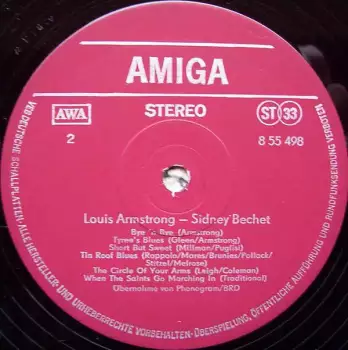 AMIGA
AWA
STEREO
ST 33
2
8 55 498
Louis Armstrong – Sidney Bechet
Bye 'n Bye (Armstrong)
Tyree's Blues (Glenn/Armstrong)
Short But Sweet (Millman/Puglisi)
Tin Roof Blues (Roppolo/Mares/Brunies/Pollack/
Stitzel/Melrose)
The Circle Of Your Arms (Leigh/Coleman)
When The Saints Go Marching In (Traditional)
Übernahme von Phonogram/BRD
VEB DEUTSCHE SCHALLPLATTEN · ALLE HERSTELLER- UND URHEBERRECHTE VORBEHALTEN · ÜBERSPIELUNG, ÖFFENTLICHE AUFFÜHRUNG UND RUNDFUNKSENDUNG VERBOTEN